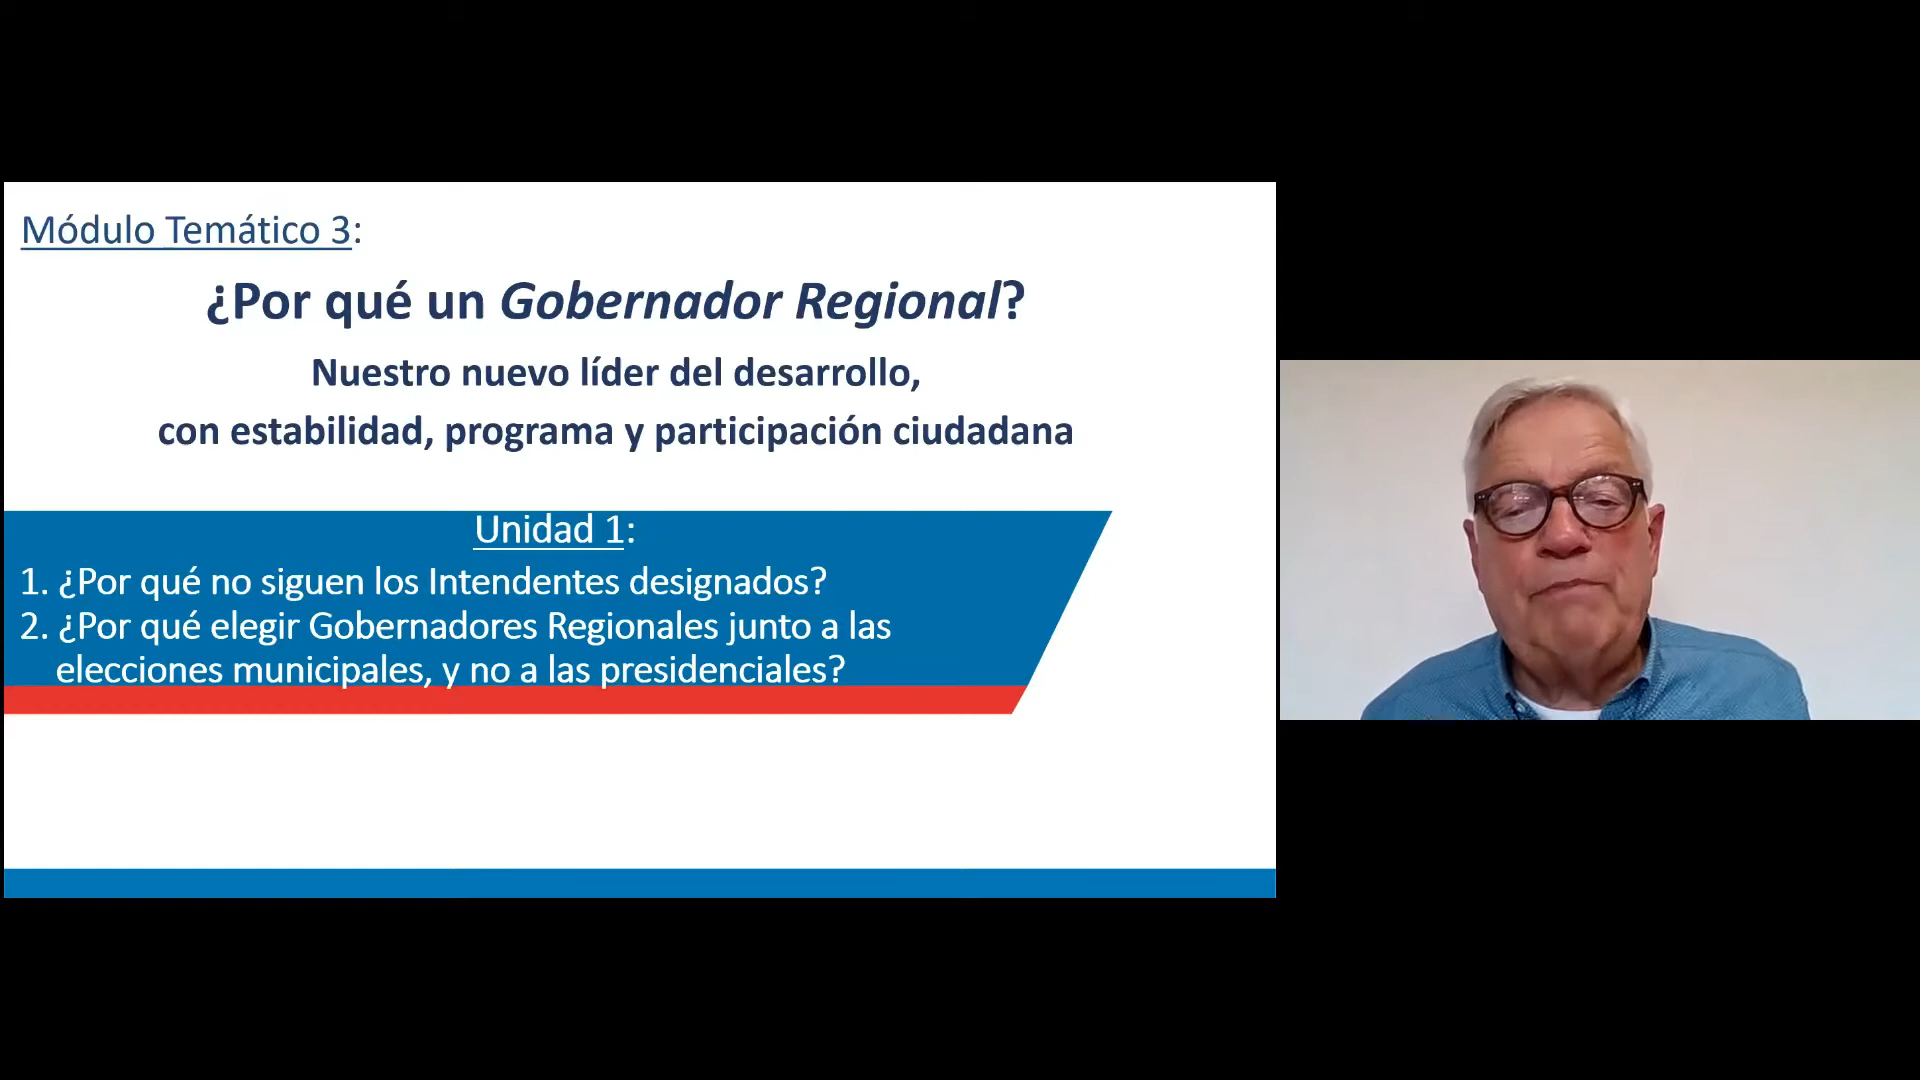 Módulo Temático 3:
¿Por qué un Gobernador Regional?
Nuestro nuevo líder del desarrollo,
con estabilidad, programa y participación ciudadana
Unidad 1:
1. ¿Por qué no siguen los Intendentes designados?
2. ¿Por qué elegir Gobernadores Regionales junto a las
elecciones municipales, y no a las presidenciales?